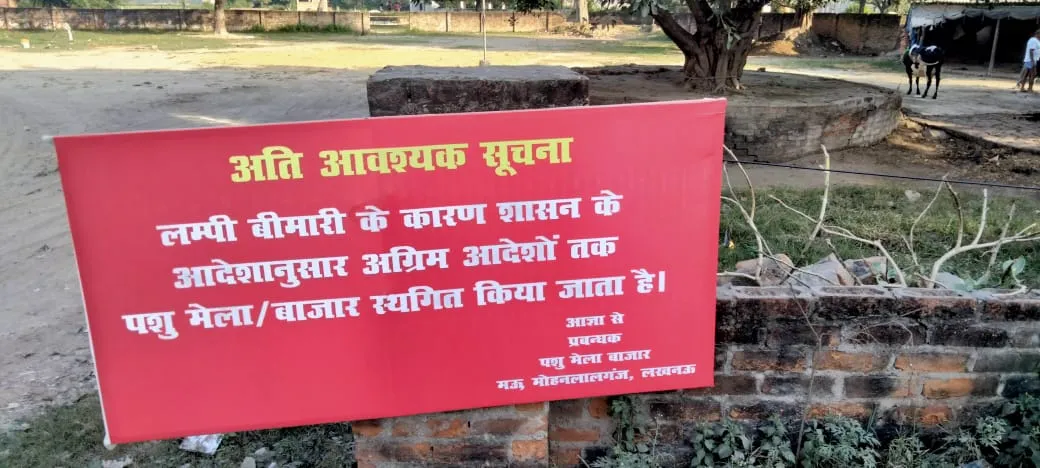 अति आवश्यक सूचना
लम्पी बीमारी के कारण शासन के
आदेशानुसार अग्रिम आदेशों तक
पशु मेला/बाजार स्थगित किया जाता है।
आज्ञा से
प्रबन्धक
पशु मेला बाजार
मऊ, मोहनलालगंज, लखनऊ